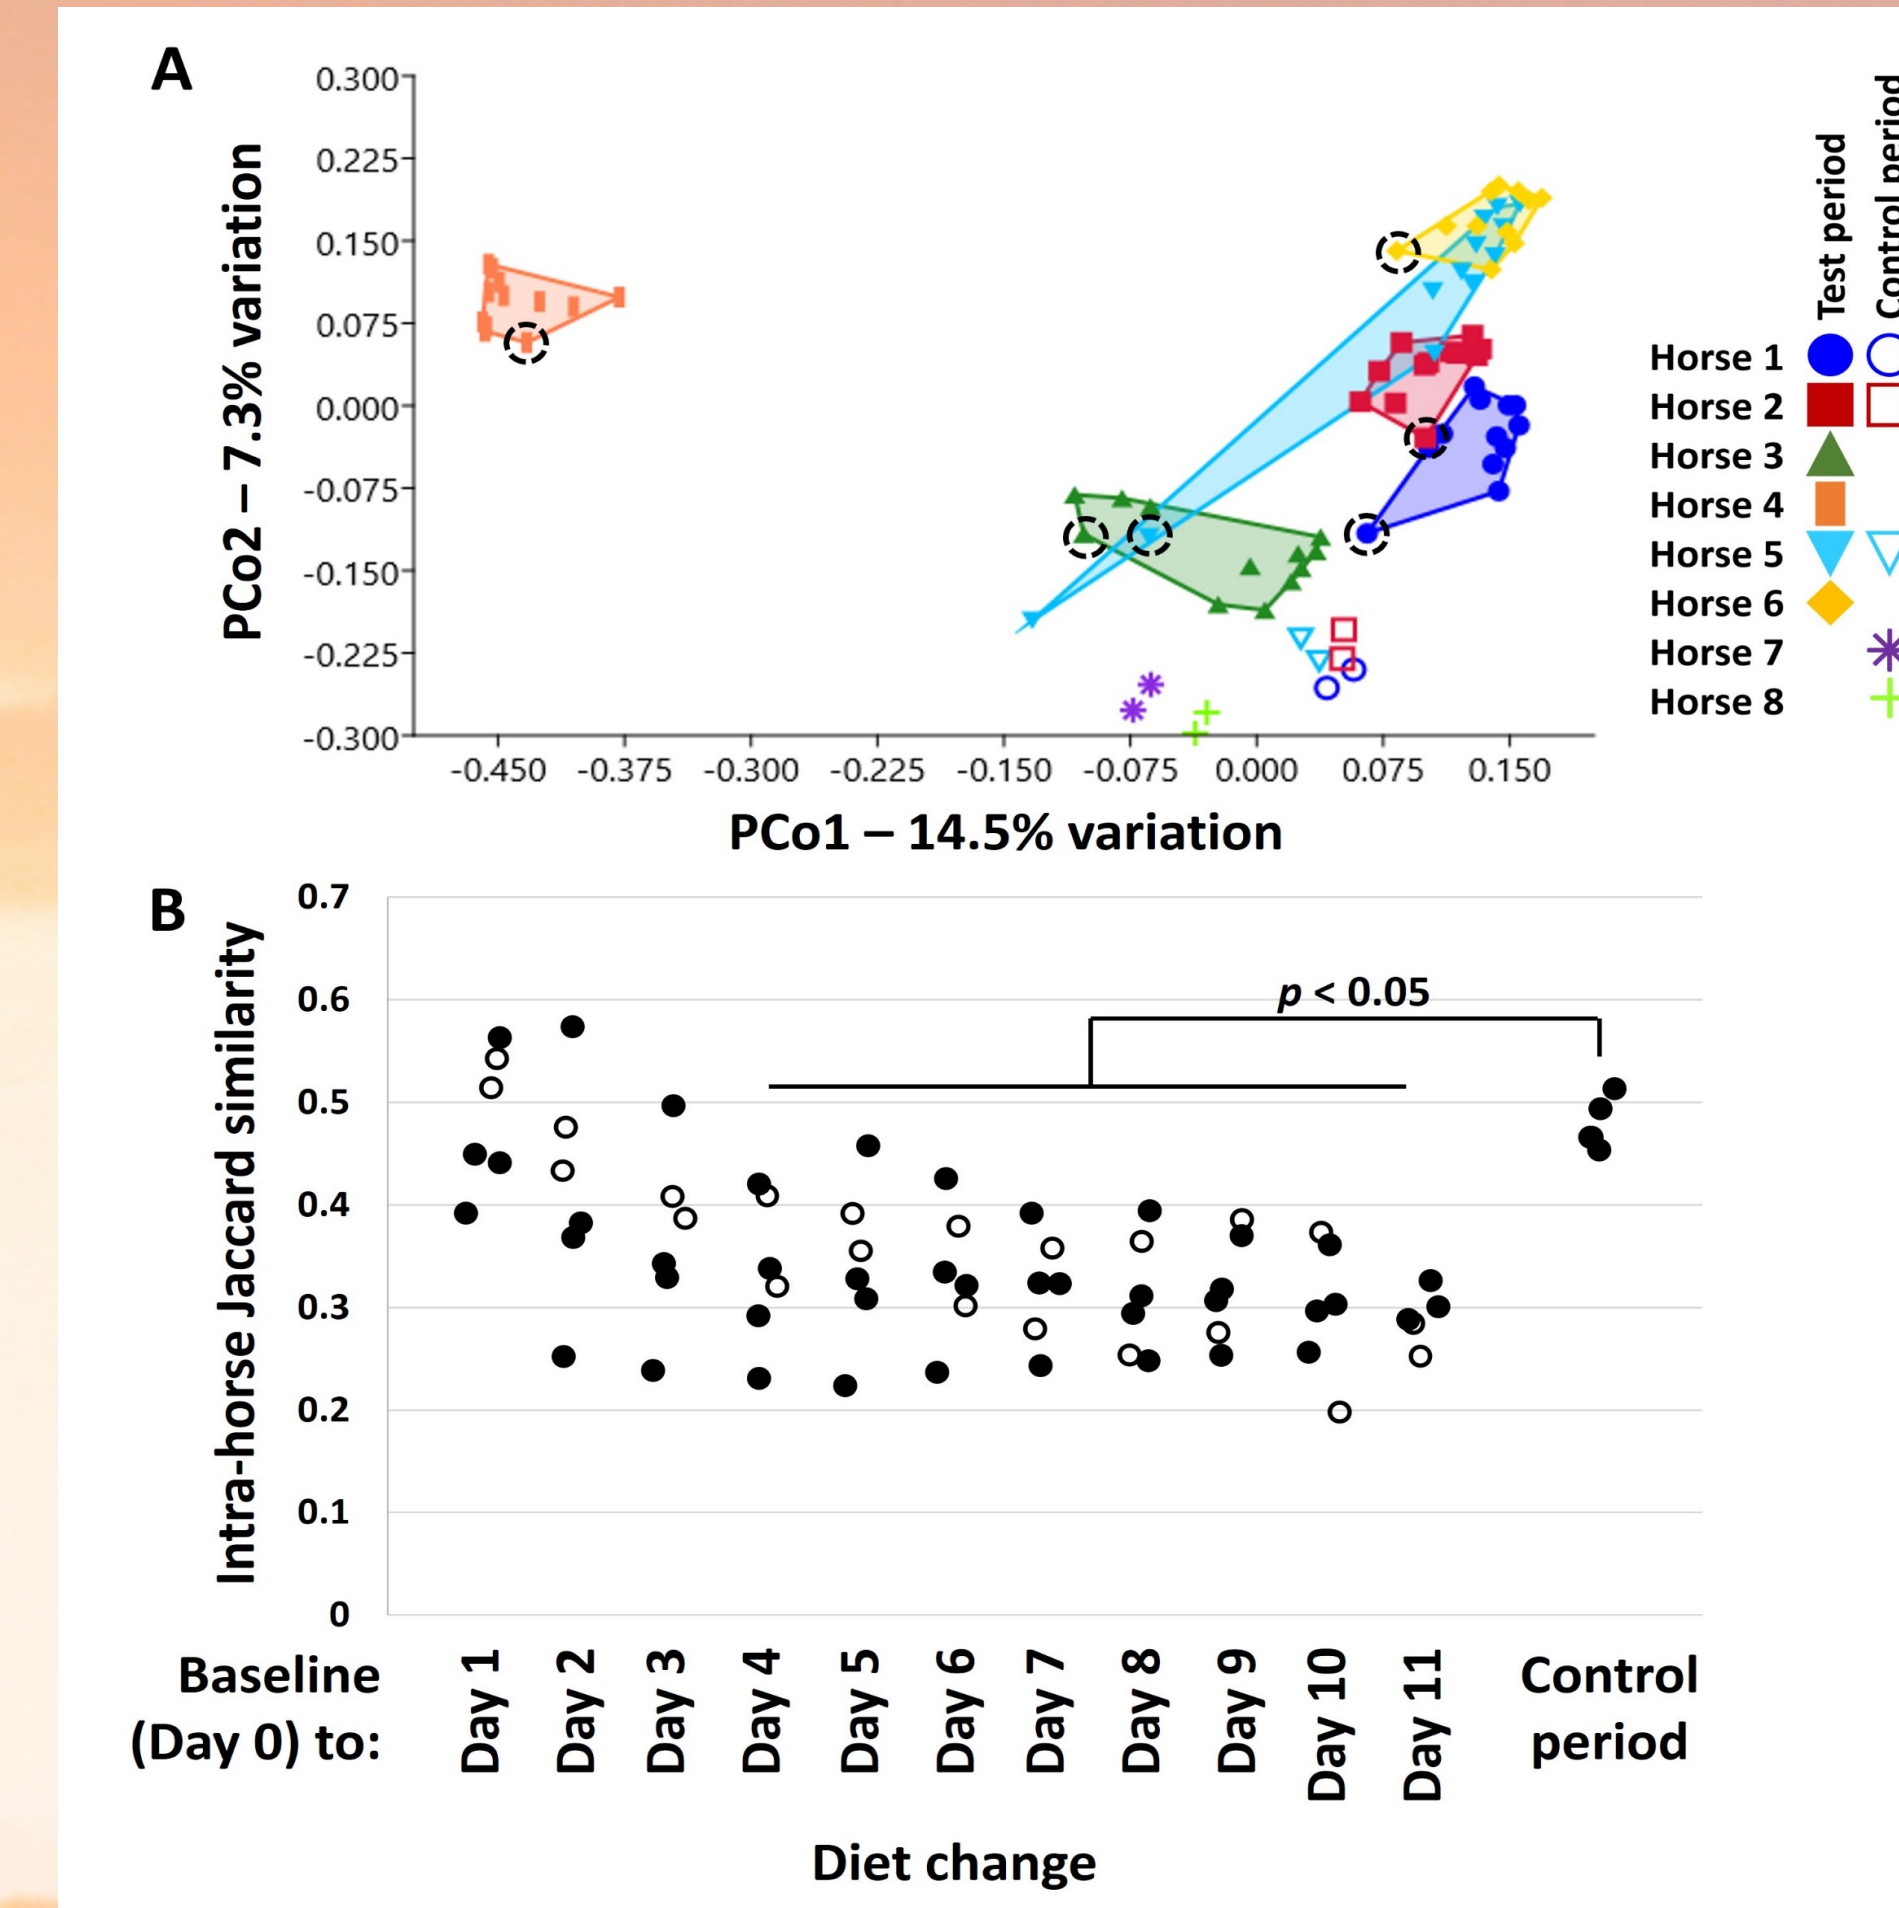 A
PCo2 – 7.3% variation
0.300
0.225
0.150
0.075
0.000
-0.075
-0.150
-0.225
-0.300
-0.450 -0.375 -0.300 -0.225 -0.150 -0.075 0.000 0.075 0.150
PCo1 – 14.5% variation
Test period
Control period
Horse 1
Horse 2
Horse 3
Horse 4
Horse 5
Horse 6
Horse 7
Horse 8
B
Intra-horse Jaccard similarity
0.7
0.6
0.5
0.4
0.3
0.2
0.1
0
p < 0.05
Baseline
(Day 0) to:
Day 1
Day 2
Day 3
Day 4
Day 5
Day 6
Day 7
Day 8
Day 9
Day 10
Day 11
Control
period
Diet change